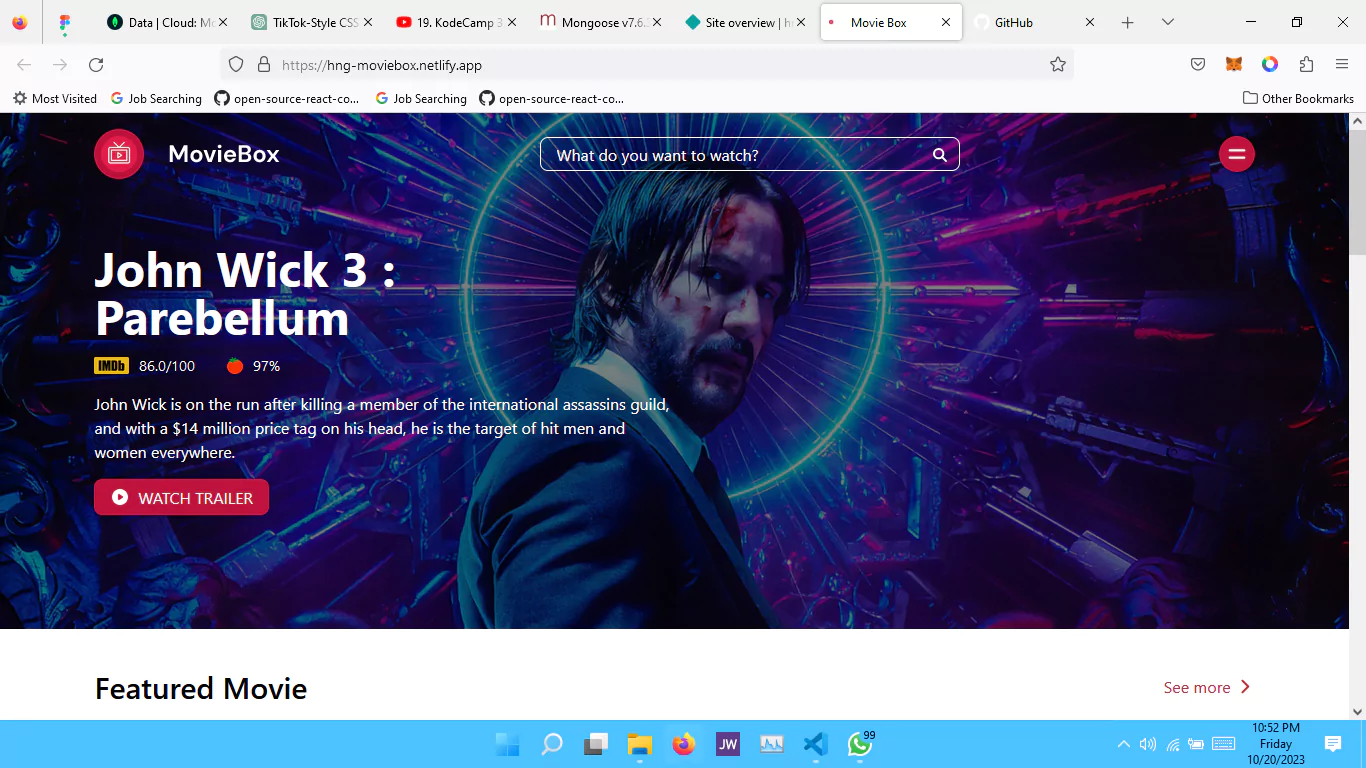 Data | Cloud: Mo
TikTok-Style CSS
19. KodeCamp 3
Mongoose v7.6.
Site overview | h
Movie Box
GitHub
https://hng-moviebox.netlify.app
Most Visited
Job Searching
open-source-react-co...
Job Searching
open-source-react-co...
Other Bookmarks
MovieBox
What do you want to watch?
John Wick 3 :
Parebellum
IMDb 86.0/100 97%
John Wick is on the run after killing a member of the international assassins guild,
and with a $14 million price tag on his head, he is the target of hit men and
women everywhere.
WATCH TRAILER
Featured Movie
See more
JW
99
10:52 PM
Friday
10/20/2023